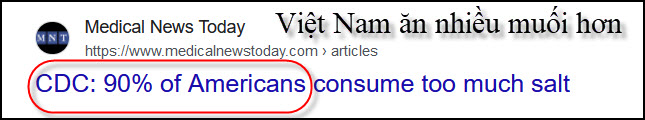 Medical News Today
Việt Nam ăn nhiều muối hơn
MNT
https://www.medicalnewstoday.com › articles
CDC: 90% of Americans consume too much salt